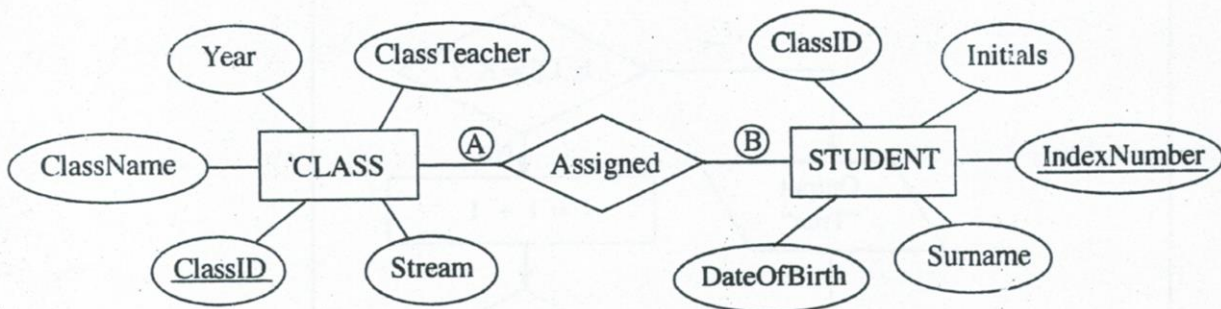 Year
ClassTeacher
ClassID
Initials
ClassName
CLASS
A
Assigned
B
STUDENT
IndexNumber
ClassID
Stream
DateOfBirth
Surname